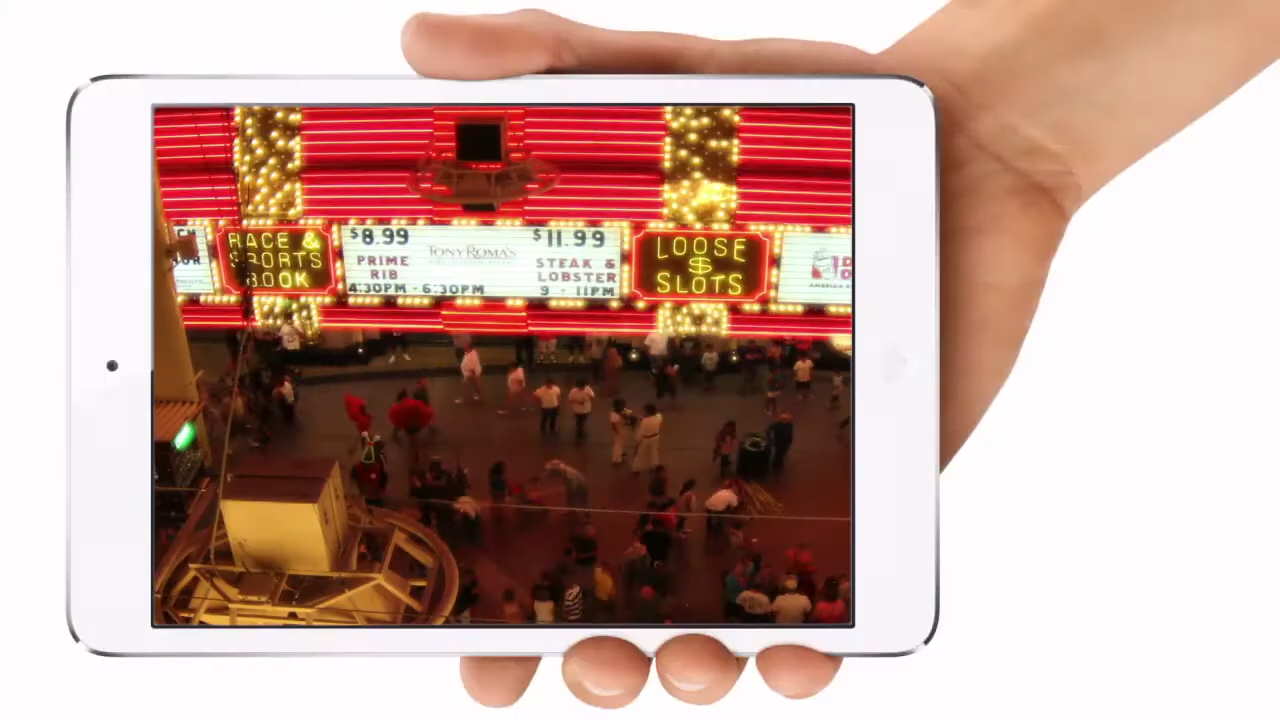 RACE &
SPORTS
BOOK
$8.99
PRIME
RIB
4:30PM - 6:30PM
TONY ROMA'S
$11.99
STEAK &
LOBSTER
9 - 11PM
LOOSE
$
SLOTS